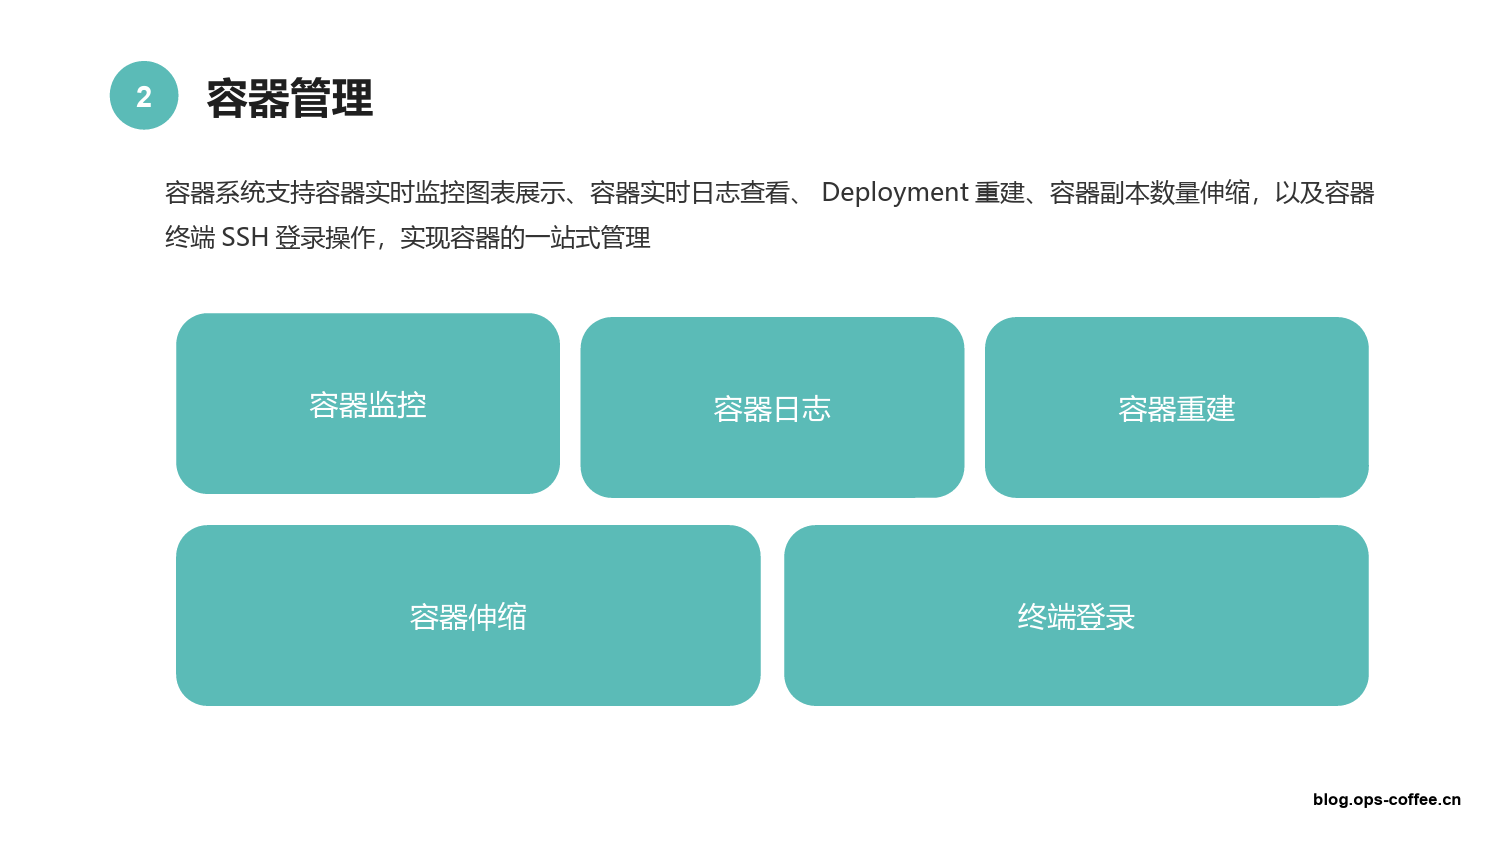 2
容器管理
容器系统支持容器实时监控图表展示、容器实时日志查看、 Deployment 重建、容器副本数量伸缩，以及容器
终端 SSH 登录操作，实现容器的一站式管理
容器监控
容器日志
容器重建
容器伸缩
终端登录
blog.ops-coffee.cn